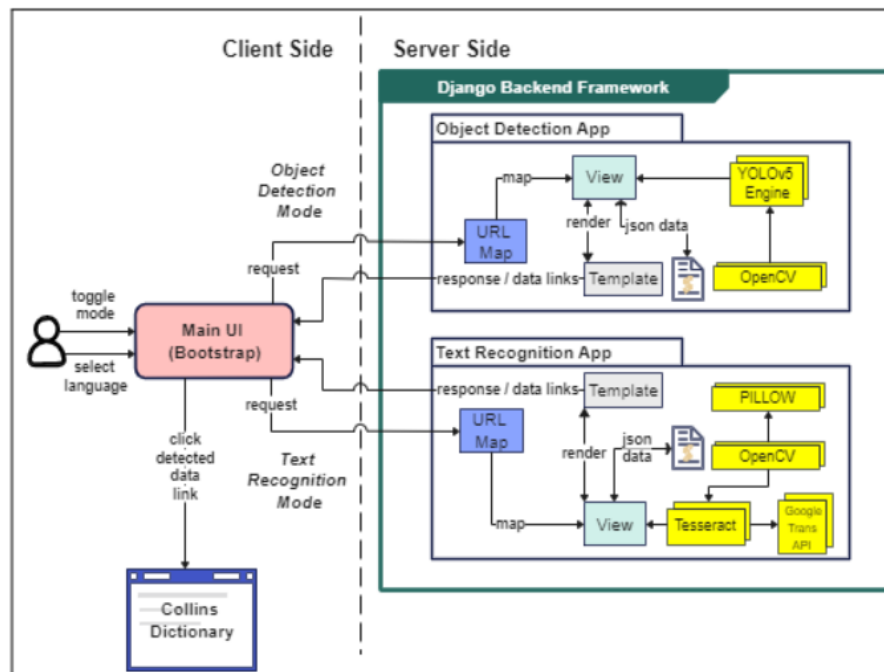 Client Side
Server Side
Django Backend Framework
Object Detection App
Object
Detection
Mode
map
View
YOLOv5
Engine
render
json data
URL
Map
request
response / data links
Template
OpenCV
toggle
mode
Main UI
(Bootstrap)
select
language
Text Recognition App
response / data links
Template
PILLOW
request
URL
Map
json
data
render
OpenCV
click
detected
data
link
Text
Recognition
Mode
map
View
Tesseract
Google
Trans
API
Collins
Dictionary